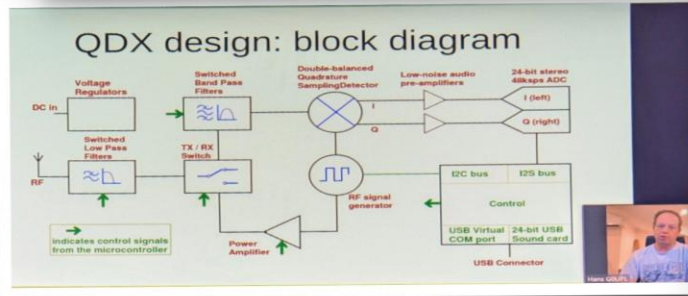 QDX design: block diagram
Voltage
Regulators
DC in
Switched
Band Pass
Filters
Double-balanced
Quadrature
SamplingDetector
Low-noise audio
pre-amplifiers
24-bit stereo
48ksps ADC
I
Q
I (left)
Q (right)
Switched
Low Pass
Filters
RF
TX / RX
Switch
RF signal
generator
Power
Amplifier
I2C bus
I2S bus
Control
USB Virtual
COM port
24-bit USB
Sound card
USB Connector
indicates control signals
from the microcontroller
Hans G0UPL